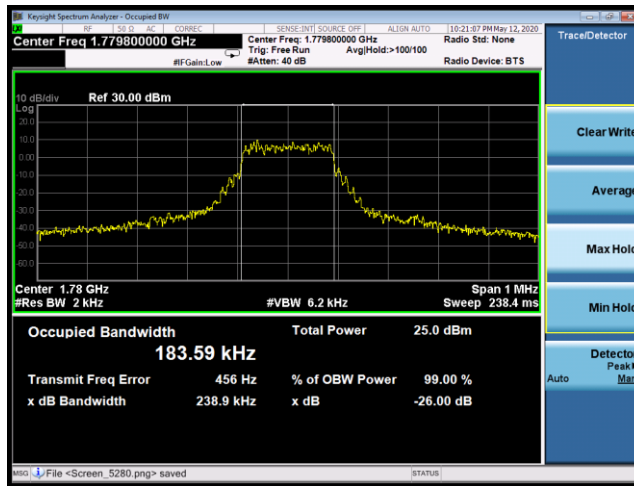 Keysight Spectrum Analyzer - Occupied BW
RF 50 Ω AC CORREC SENSE:INT SOURCE OFF ALIGN AUTO 10:21:07 PM May 12, 2020
Center Freq 1.779800000 GHz
Center Freq: 1.779800000 GHz
Radio Std: None
Trig: Free Run Avg|Hold:>100/100
#IFGain:Low #Atten: 40 dB Radio Device: BTS
Trace/Detector
10 dB/div Ref 30.00 dBm
Log
20.0
10.0
0.00
-10.0
-20.0
-30.0
-40.0
-50.0
-60.0
Center 1.78 GHz Span 1 MHz
#Res BW 2 kHz #VBW 6.2 kHz Sweep 238.4 ms
Occupied Bandwidth Total Power 25.0 dBm
183.59 kHz
Transmit Freq Error 456 Hz % of OBW Power 99.00 %
x dB Bandwidth 238.9 kHz x dB -26.00 dB
Clear Write
Average
Max Hold
Min Hold
Detector
Peak
Auto Man
MSG File <Screen_5280.png> saved STATUS